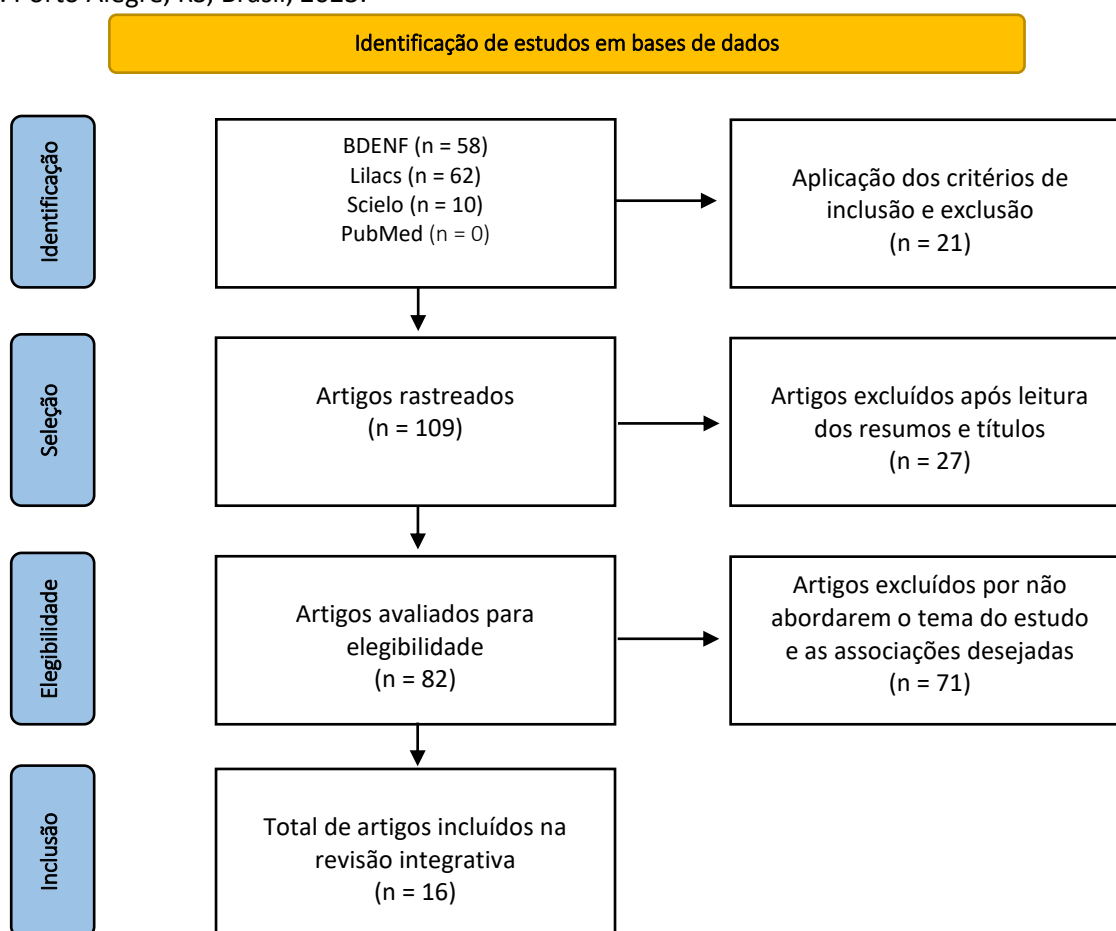 . Porto Alegre, RS, Brasil, 2023.
Identificação de estudos em bases de dados
Identificação
BDENF (n = 58)
Lilacs (n = 62)
Scielo (n = 10)
PubMed (n = 0)
Aplicação dos critérios de
inclusão e exclusão
(n = 21)
Seleção
Artigos rastreados
(n = 109)
Artigos excluídos após leitura
dos resumos e títulos
(n = 27)
Elegibilidade
Artigos avaliados para
elegibilidade
(n = 82)
Artigos excluídos por não
abordarem o tema do estudo
e as associações desejadas
(n = 71)
Inclusão
Total de artigos incluídos na
revisão integrativa
(n = 16)